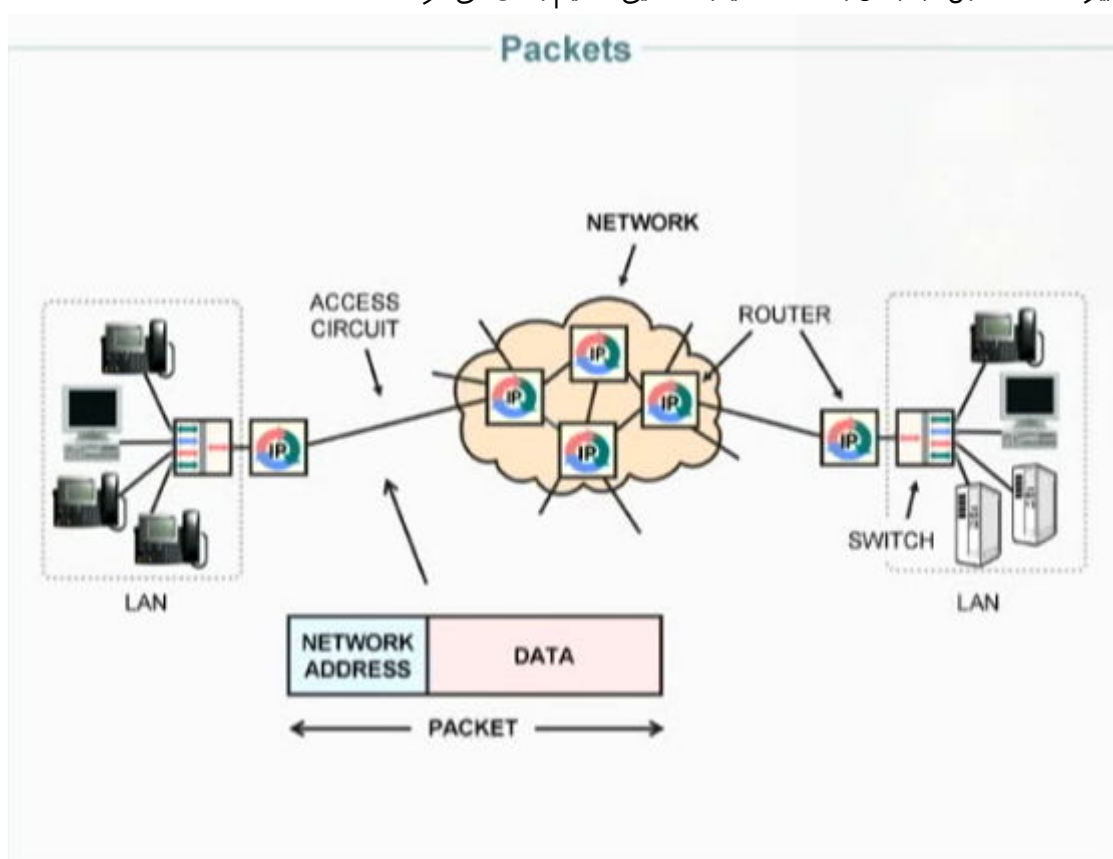 Packets
NETWORK
ACCESS
CIRCUIT
ROUTER
IP
IP
IP
IP
IP
IP
SWITCH
LAN
LAN
NETWORK
ADDRESS
DATA
PACKET